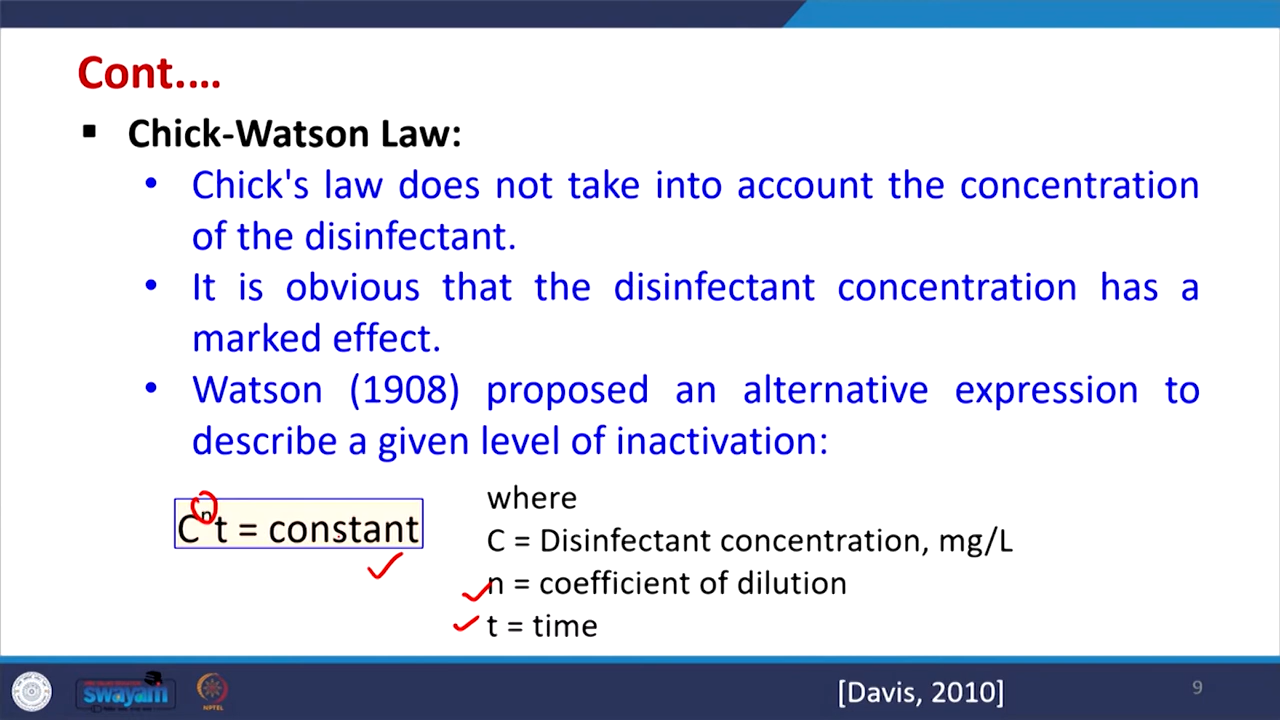 Cont.…
▪ Chick-Watson Law:
• Chick's law does not take into account the concentration
of the disinfectant.
• It is obvious that the disinfectant concentration has a
marked effect.
• Watson (1908) proposed an alternative expression to
describe a given level of inactivation:
Cⁿt = constant
where
C = Disinfectant concentration, mg/L
n = coefficient of dilution
t = time
swayam
NPTEL
[Davis, 2010]
9